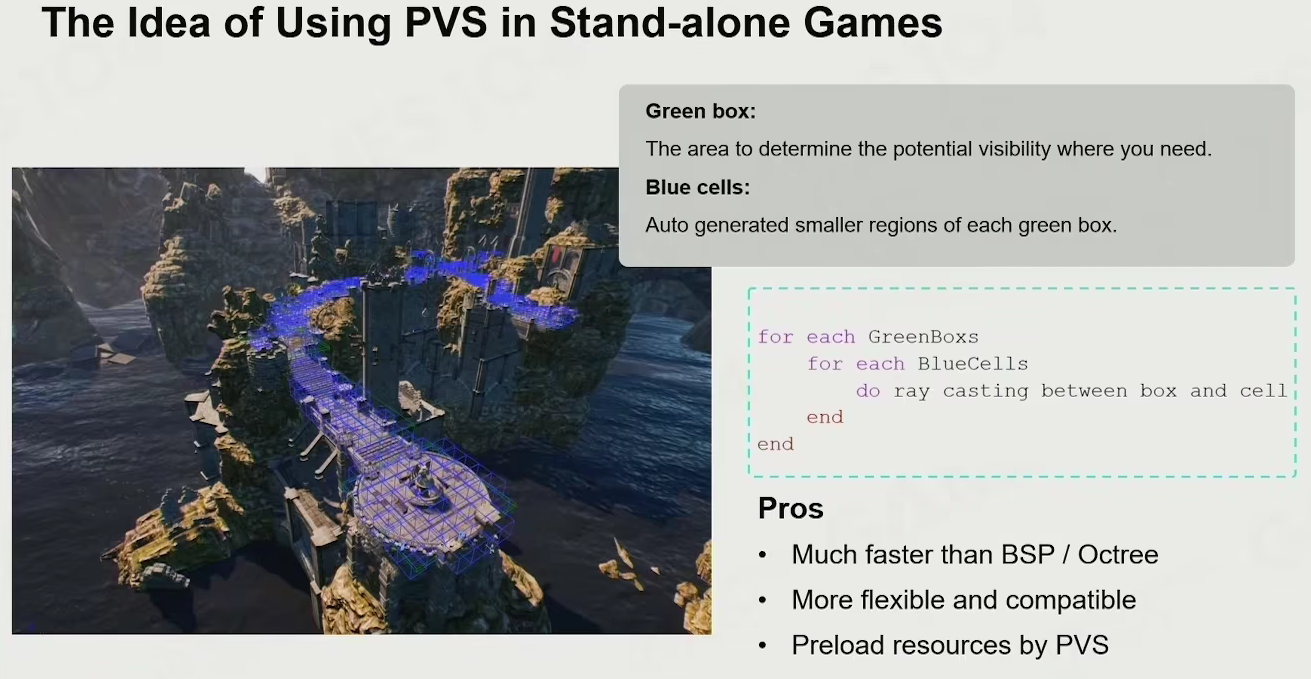 The Idea of Using PVS in Stand-alone Games
Green box:
The area to determine the potential visibility where you need.
Blue cells:
Auto generated smaller regions of each green box.
for each GreenBoxs
for each BlueCells
do ray casting between box and cell
end
end
Pros
• Much faster than BSP / Octree
• More flexible and compatible
• Preload resources by PVS